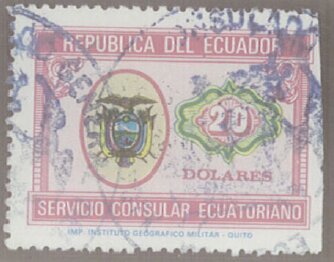 REPUBLICA DEL ECUADOR
20
DOLARES
SERVICIO CONSULAR ECUATORIANO
IMP. INSTITUTO GEOGRAFICO MILITAR - QUITO